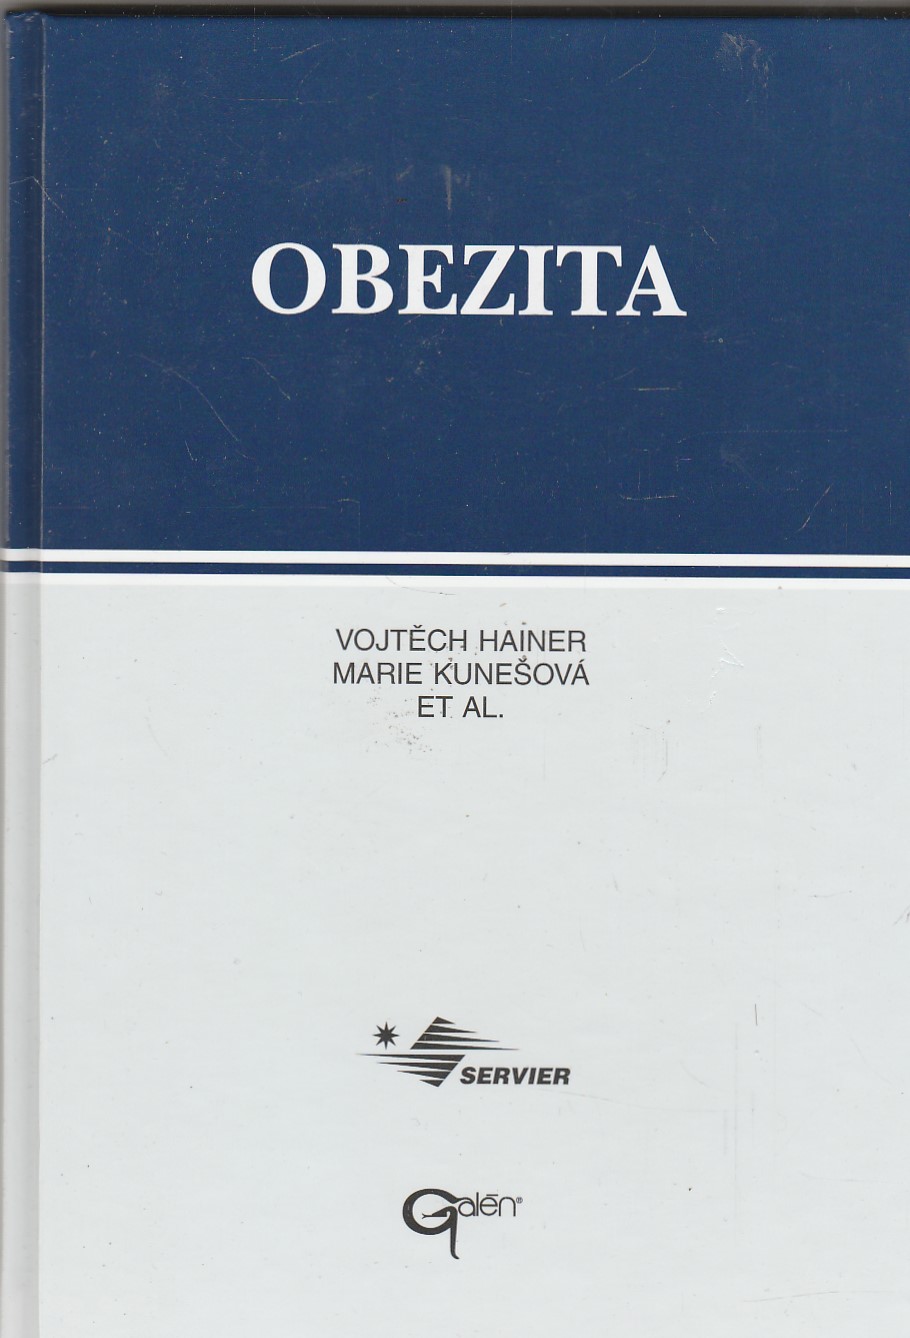 OBEZITA
VOJTĚCH HAINER
MARIE KUNEŠOVÁ
ET AL.
SERVIER
Galén®